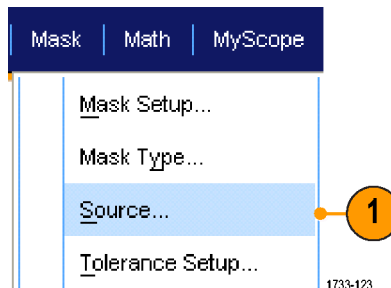 Mask Math MyScope
Mask Setup...
Mask Type...
Source...
1
Tolerance Setup...
1733-123